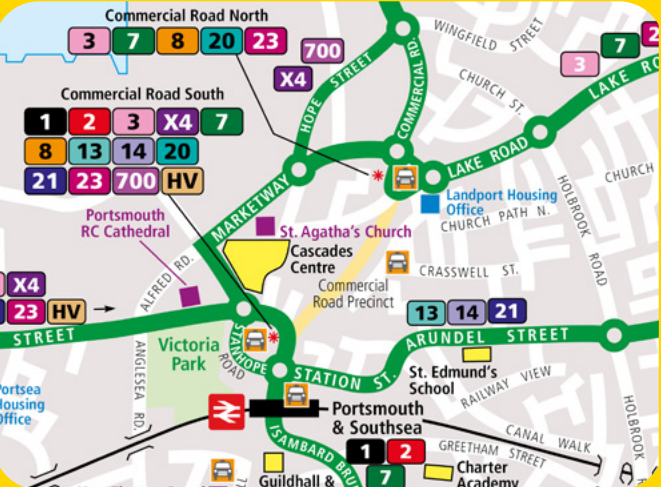 Commercial Road North
3 7 8 20 23
Commercial Road South
1 2 3 X4 7
8 13 14 20
21 23 700 HV
700
X4
HOPE STREET
COMMERCIAL RD.
WINGFIELD STREET
CHURCH ST.
3 7
LAKE ROAD
LAKE
CHURCH
HOLBROOK ROAD
Landport Housing
Office
CHURCH PATH N.
MARKETWAY
Portsmouth
RC Cathedral
St. Agatha's Church
Cascades
Centre
Commercial
Road Precinct
CRASSWELL ST.
ALFRED RD.
X4
23 HV
STREET
13 14 21
ARUNDEL STREET
Victoria
Park
STANHOPE
ROAD
ANGLESEA RD.
STATION ST.
St. Edmund's
School
RAILWAY VIEW
Portsmouth
& Southsea
CANAL WALK
GREETHAM STREET
HOLBROOK
ISAMBARD
1 2
7
Guildhall &
Charter
Academy